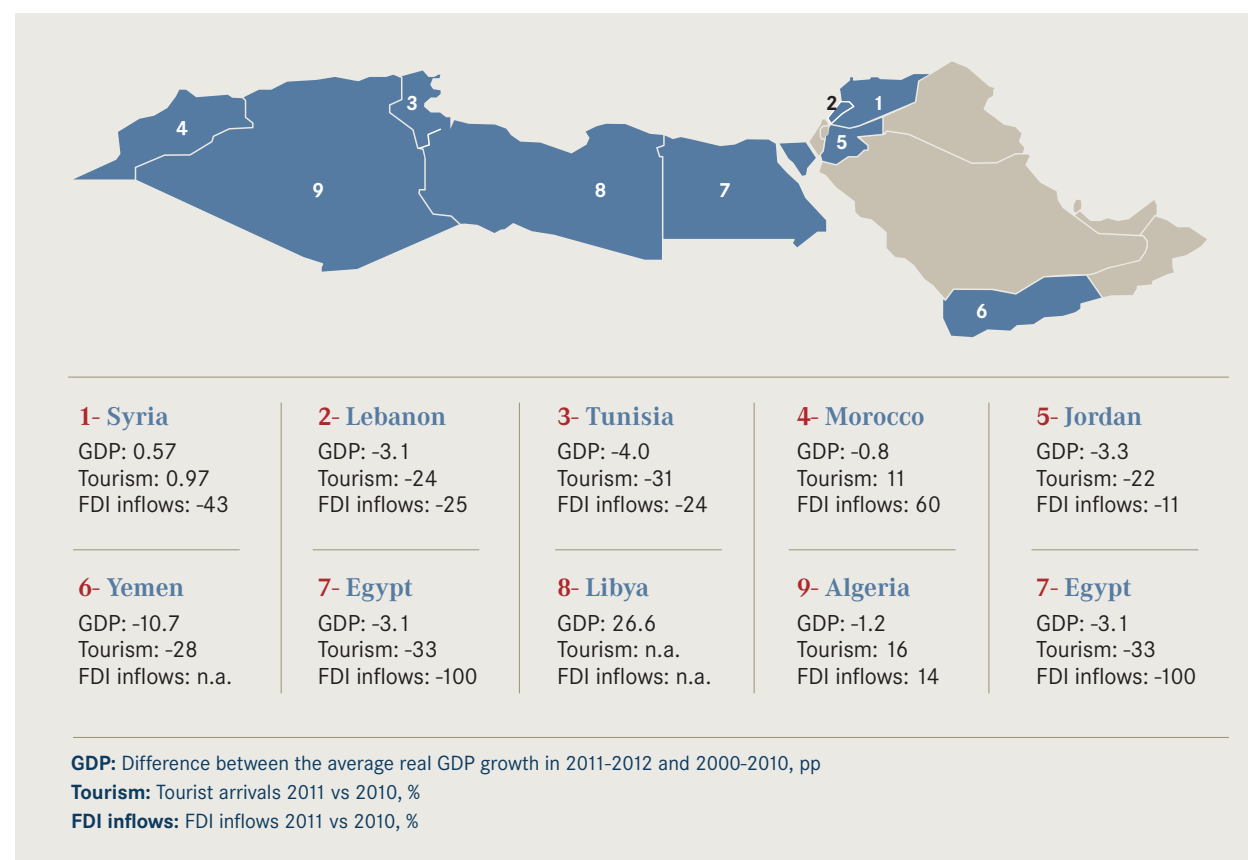 3
2
1
4
5
9
8
7
6
1- Syria
GDP: 0.57
Tourism: 0.97
FDI inflows: -43
2- Lebanon
GDP: -3.1
Tourism: -24
FDI inflows: -25
3- Tunisia
GDP: -4.0
Tourism: -31
FDI inflows: -24
4- Morocco
GDP: -0.8
Tourism: 11
FDI inflows: 60
5- Jordan
GDP: -3.3
Tourism: -22
FDI inflows: -11
6- Yemen
GDP: -10.7
Tourism: -28
FDI inflows: n.a.
7- Egypt
GDP: -3.1
Tourism: -33
FDI inflows: -100
8- Libya
GDP: 26.6
Tourism: n.a.
FDI inflows: n.a.
9- Algeria
GDP: -1.2
Tourism: 16
FDI inflows: 14
7- Egypt
GDP: -3.1
Tourism: -33
FDI inflows: -100
GDP: Difference between the average real GDP growth in 2011-2012 and 2000-2010, pp
Tourism: Tourist arrivals 2011 vs 2010, %
FDI inflows: FDI inflows 2011 vs 2010, %